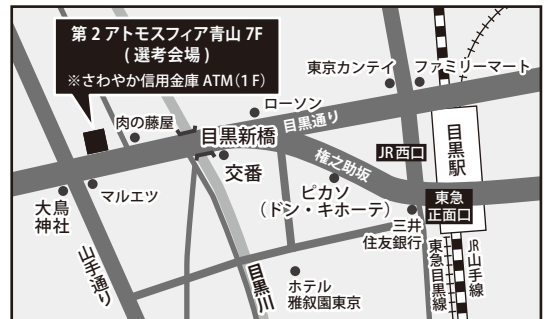 第2アトモスフィア青山 7F
(選考会場)
※さわやか信用金庫 ATM(1F)
東京カンテイ
ファミリーマート
ローソン
肉の藤屋
目黒新橋
目黒通り
JR西口
目黒駅
交番
権之助坂
マルエツ
ピカソ
(ドン・キホーテ)
東急
正面口
大鳥
神社
三井
住友銀行
山手通り
目黒川
ホテル
雅叙園東京
東急目黒線
JR山手線